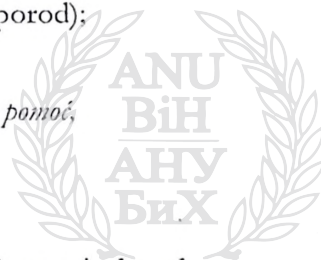 porod);
ANU
BiH
pomoć,
АНУ
БиХ